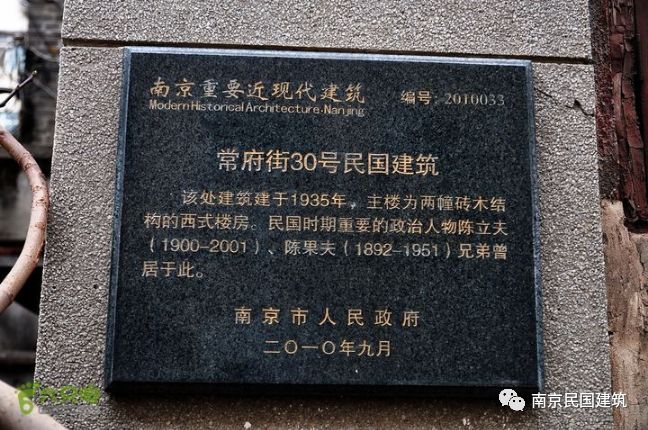 南京重要近现代建筑 编号：2010033
Modern Historical Architecture·Nanjing
常府街30号民国建筑
该处建筑建于1935年，主楼为两幢砖木结
构的西式楼房。民国时期重要的政治人物陈立夫
（1900-2001）、陈果夫（1892-1951）兄弟曾
居于此。
南京市人民政府
二〇一〇年九月
南京民国建筑